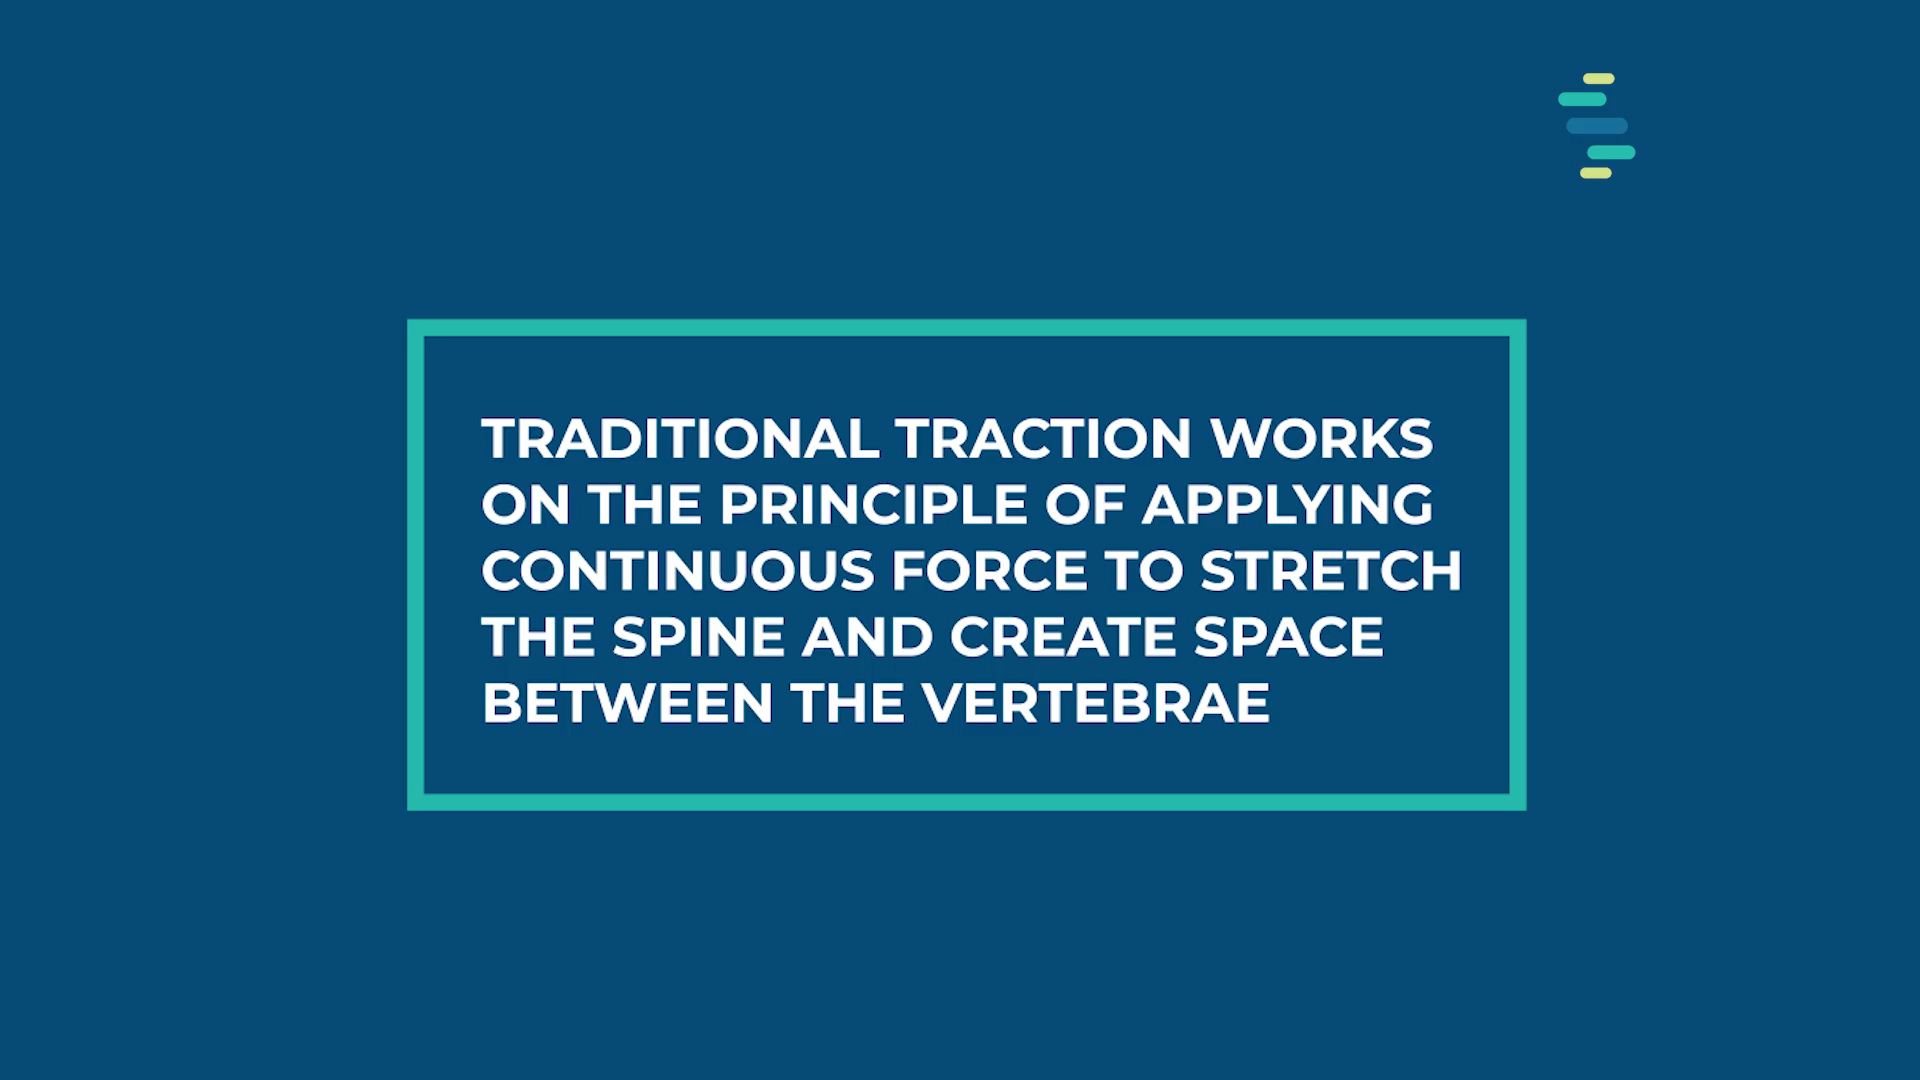 TRADITIONAL TRACTION WORKS
ON THE PRINCIPLE OF APPLYING
CONTINUOUS FORCE TO STRETCH
THE SPINE AND CREATE SPACE
BETWEEN THE VERTEBRAE